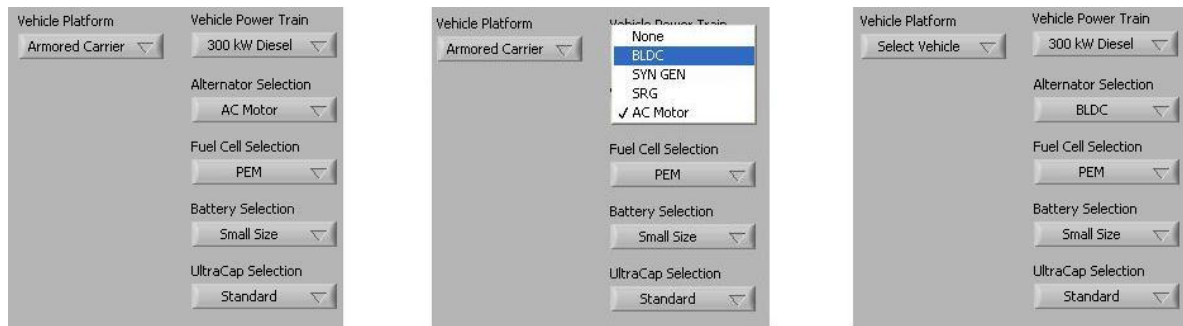 Vehicle Platform
Armored Carrier
Vehicle Power Train
300 kW Diesel
Alternator Selection
AC Motor
Fuel Cell Selection
PEM
Battery Selection
Small Size
UltraCap Selection
Standard
Vehicle Platform
Armored Carrier
Vehicle Power Train
None
BLDC
SYN GEN
SRG
✓ AC Motor
Fuel Cell Selection
PEM
Battery Selection
Small Size
UltraCap Selection
Standard
Vehicle Platform
Select Vehicle
Vehicle Power Train
300 kW Diesel
Alternator Selection
BLDC
Fuel Cell Selection
PEM
Battery Selection
Small Size
UltraCap Selection
Standard